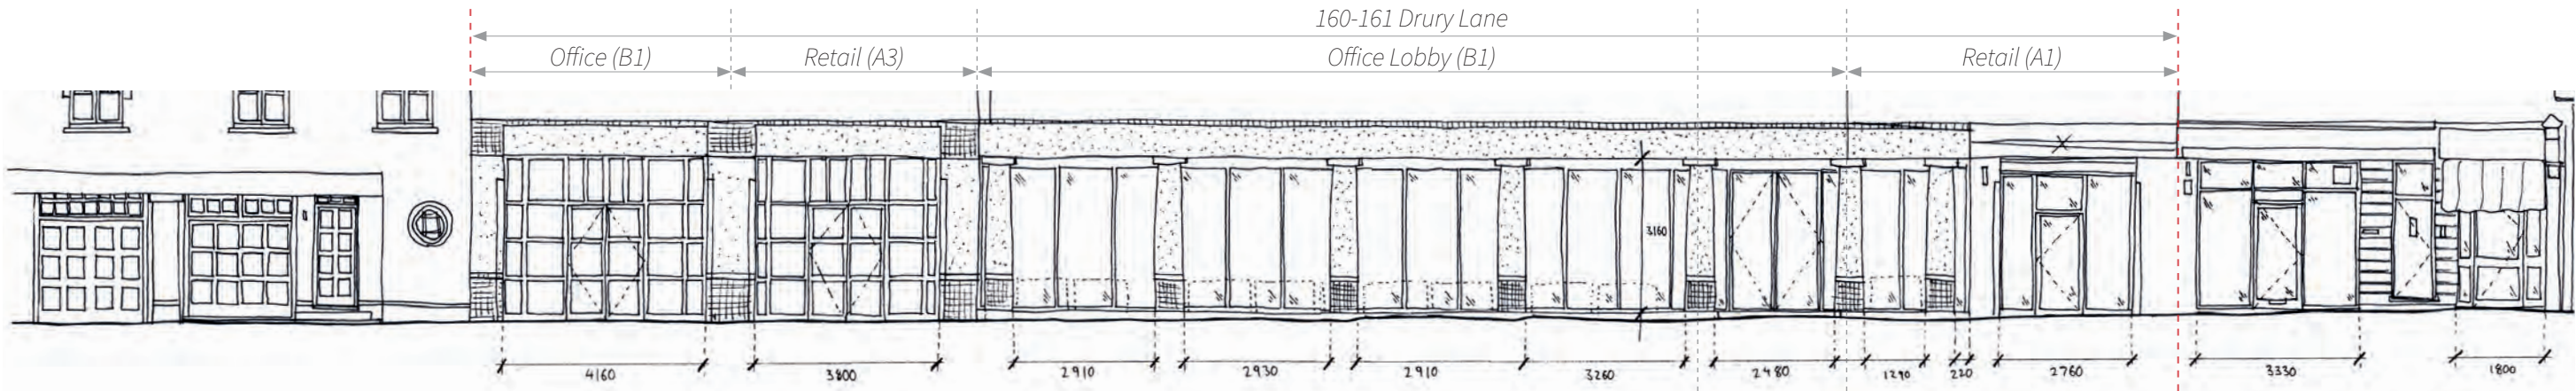 160-161 Drury Lane
Office (B1)
Retail (A3)
Office Lobby (B1)
Retail (A1)
3160
4160
3800
2910
2930
2910
3260
2480
1290
220
2760
3330
1800